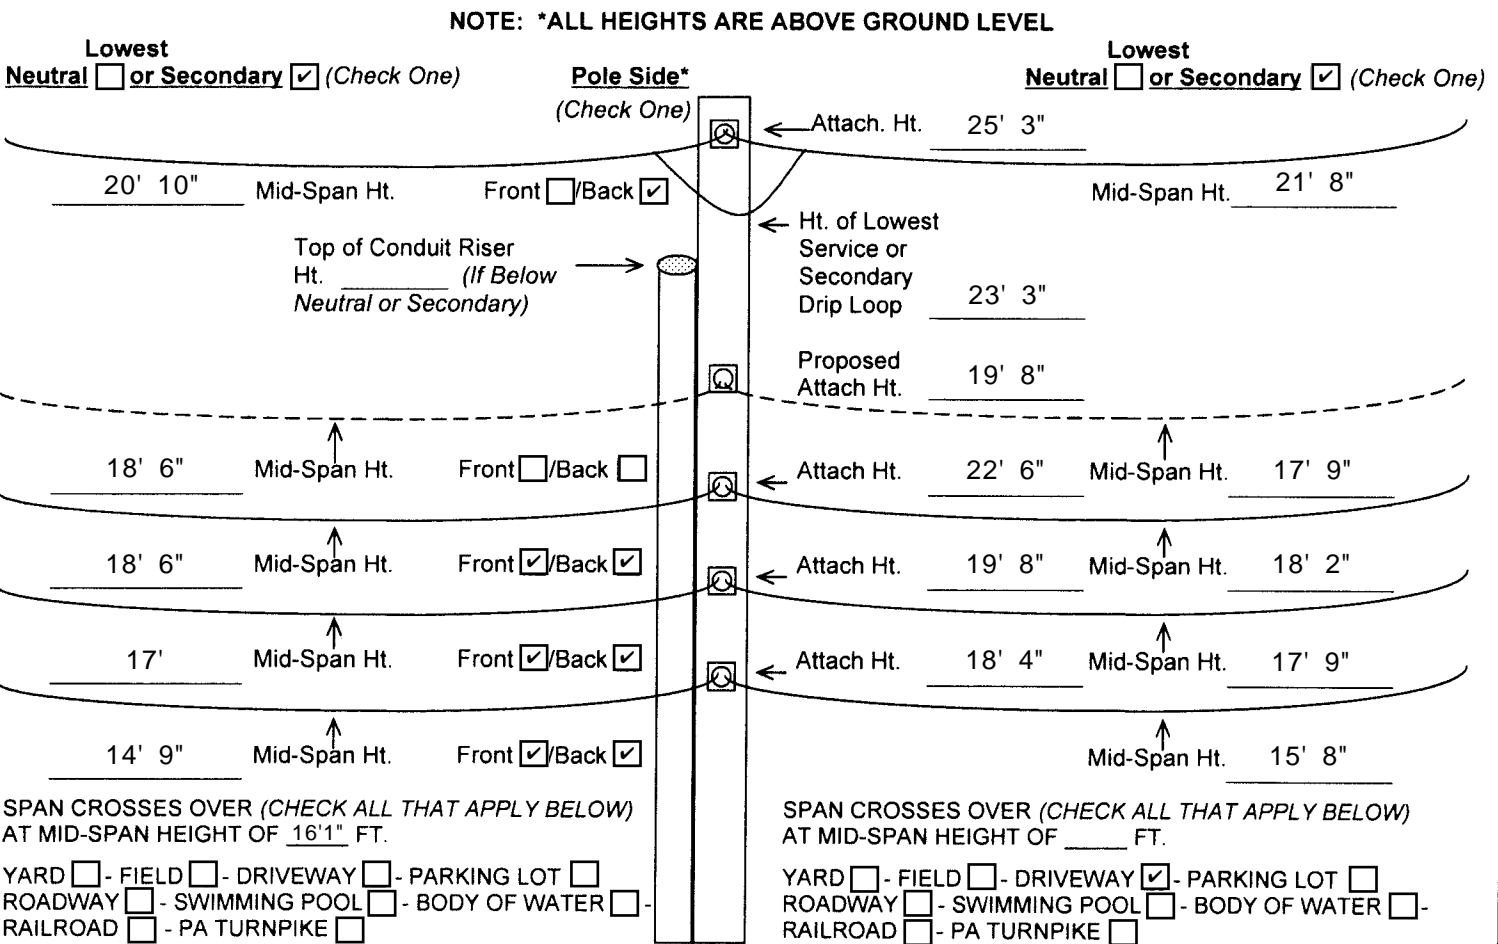 NOTE: *ALL HEIGHTS ARE ABOVE GROUND LEVEL
Lowest
Neutral ☐ or Secondary ☑ (Check One)
Pole Side*
(Check One)
Lowest
Neutral ☐ or Secondary ☑ (Check One)
Attach. Ht. 25' 3"
20' 10" Mid-Span Ht. Front ☐/Back ☑
Mid-Span Ht. 21' 8"
Top of Conduit Riser
Ht. ________ (If Below
Neutral or Secondary)
Ht. of Lowest
Service or
Secondary
Drip Loop 23' 3"
Proposed
Attach Ht. 19' 8"
18' 6" Mid-Span Ht. Front ☐/Back ☐ Attach Ht. 22' 6" Mid-Span Ht. 17' 9"
18' 6" Mid-Span Ht. Front ☑/Back ☑ Attach Ht. 19' 8" Mid-Span Ht. 18' 2"
17' Mid-Span Ht. Front ☑/Back ☑ Attach Ht. 18' 4" Mid-Span Ht. 17' 9"
14' 9" Mid-Span Ht. Front ☑/Back ☑ Mid-Span Ht. 15' 8"
SPAN CROSSES OVER (CHECK ALL THAT APPLY BELOW)
AT MID-SPAN HEIGHT OF 16'1" FT.
YARD ☐ - FIELD ☐ - DRIVEWAY ☐ - PARKING LOT ☐
ROADWAY ☐ - SWIMMING POOL ☐ - BODY OF WATER ☐ -
RAILROAD ☐ - PA TURNPIKE ☐
SPAN CROSSES OVER (CHECK ALL THAT APPLY BELOW)
AT MID-SPAN HEIGHT OF _____ FT.
YARD ☐ - FIELD ☐ - DRIVEWAY ☑ - PARKING LOT ☐
ROADWAY ☐ - SWIMMING POOL ☐ - BODY OF WATER ☐ -
RAILROAD ☐ - PA TURNPIKE ☐